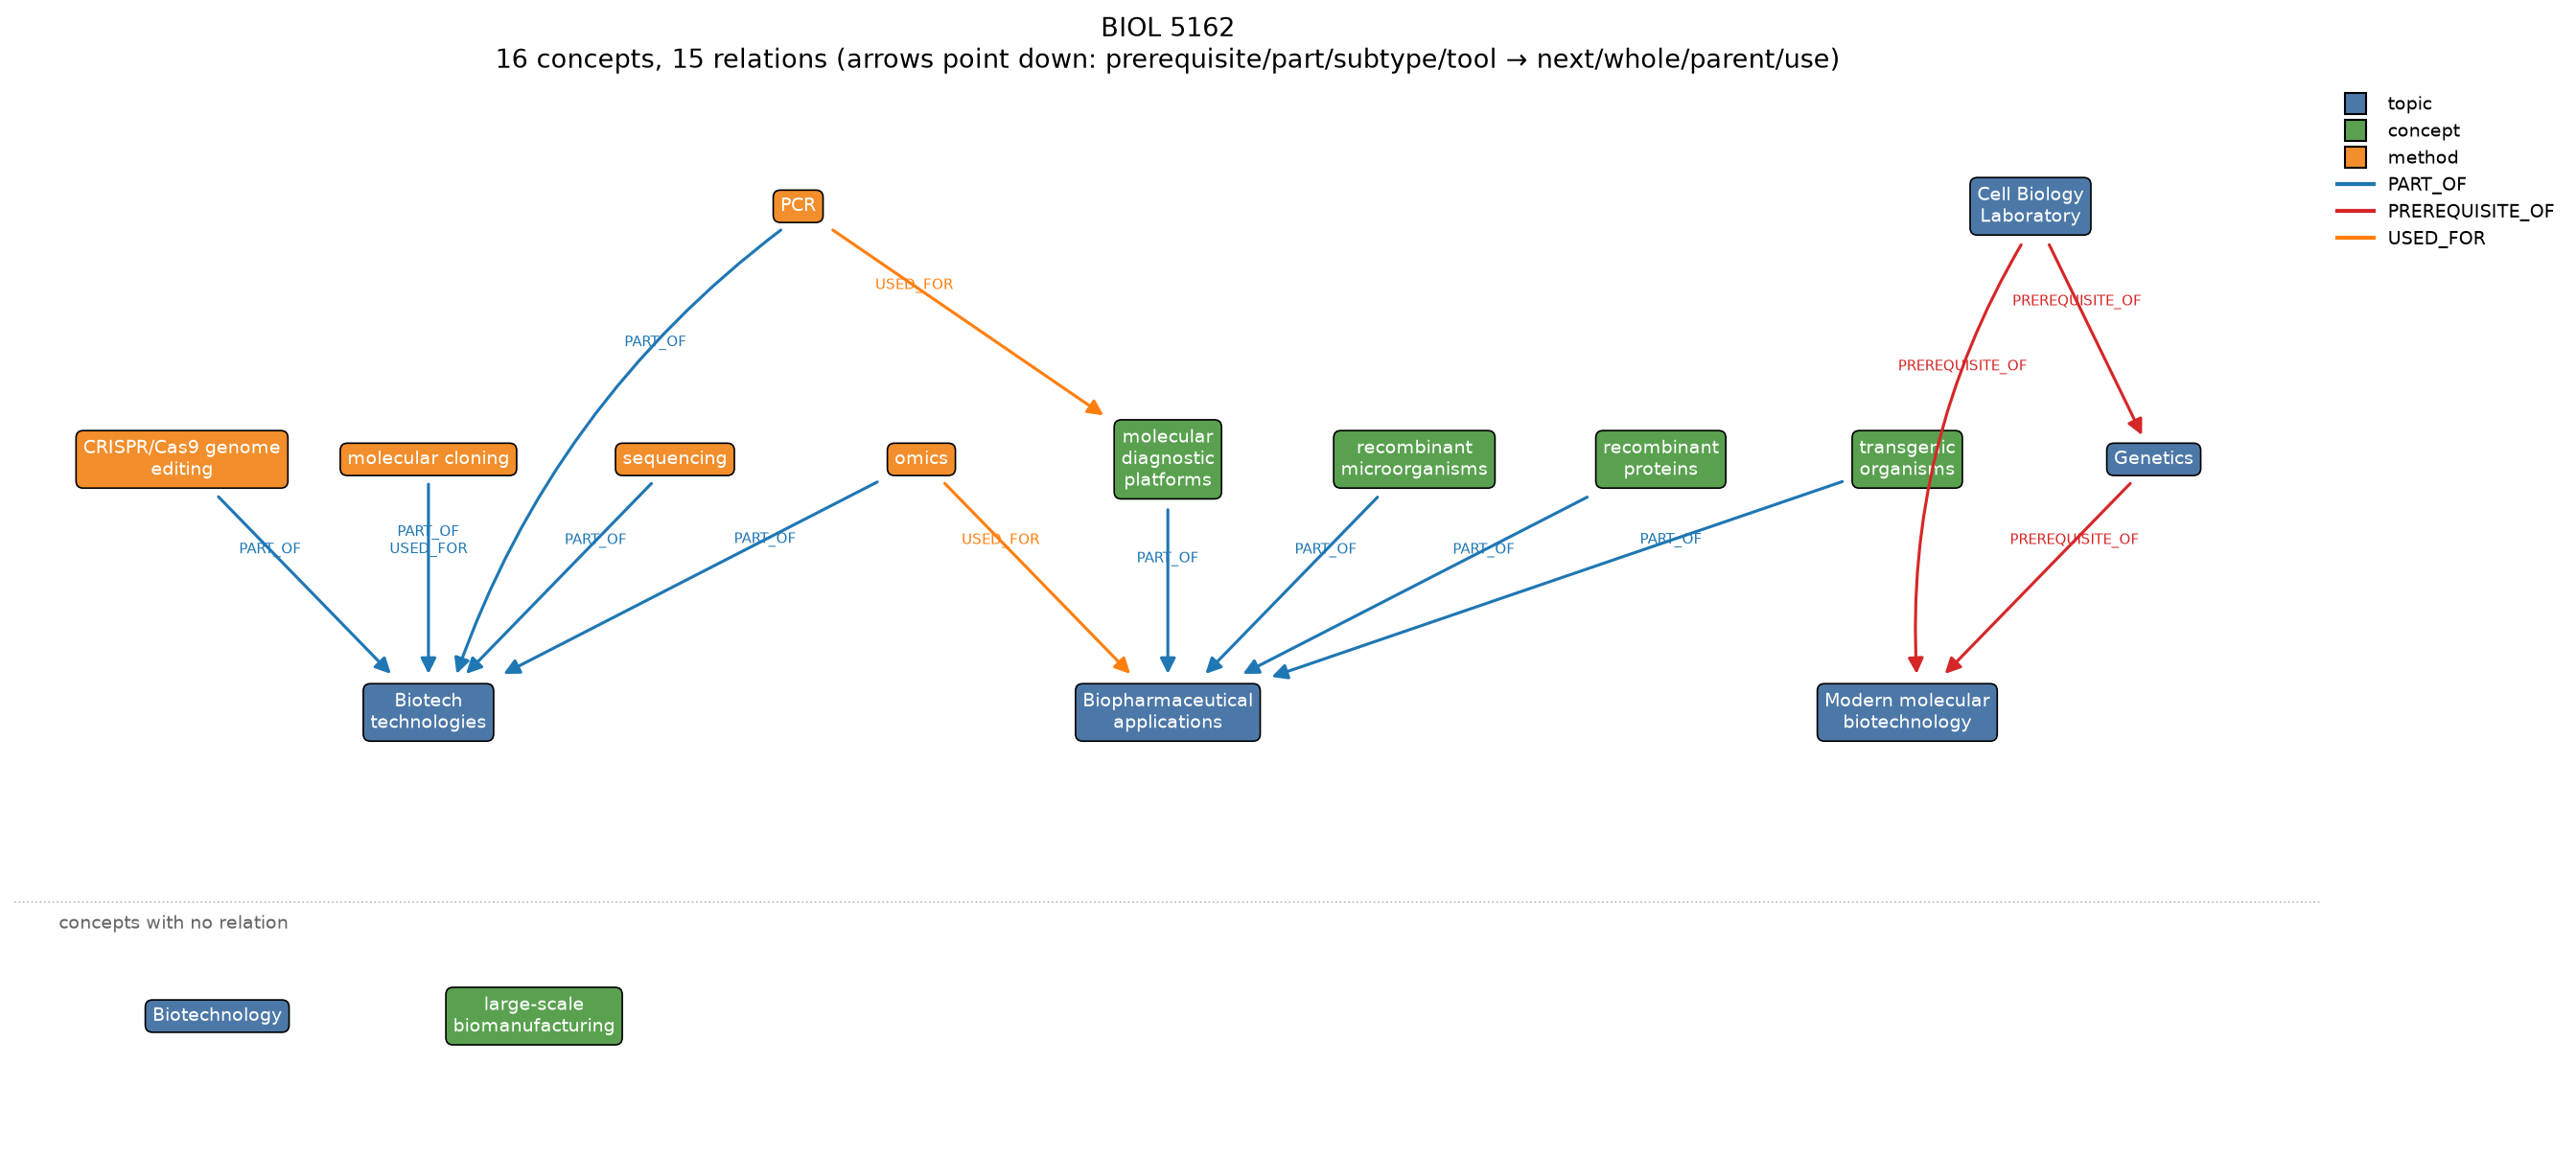 BIOL 5162
16 concepts, 15 relations (arrows point down: prerequisite/part/subtype/tool → next/whole/parent/use)
topic
concept
method
PART_OF
PREREQUISITE_OF
USED_FOR
PCR
Cell Biology
Laboratory
USED_FOR
PREREQUISITE_OF
PART_OF
PREREQUISITE_OF
CRISPR/Cas9 genome
editing
molecular cloning
sequencing
omics
molecular
diagnostic
platforms
recombinant
microorganisms
recombinant
proteins
transgenic
organisms
Genetics
PART_OF
PART_OF
USED_FOR
PART_OF
PART_OF
USED_FOR
PART_OF
PART_OF
PART_OF
PART_OF
PREREQUISITE_OF
Biotech
technologies
Biopharmaceutical
applications
Modern molecular
biotechnology
concepts with no relation
Biotechnology
large-scale
biomanufacturing